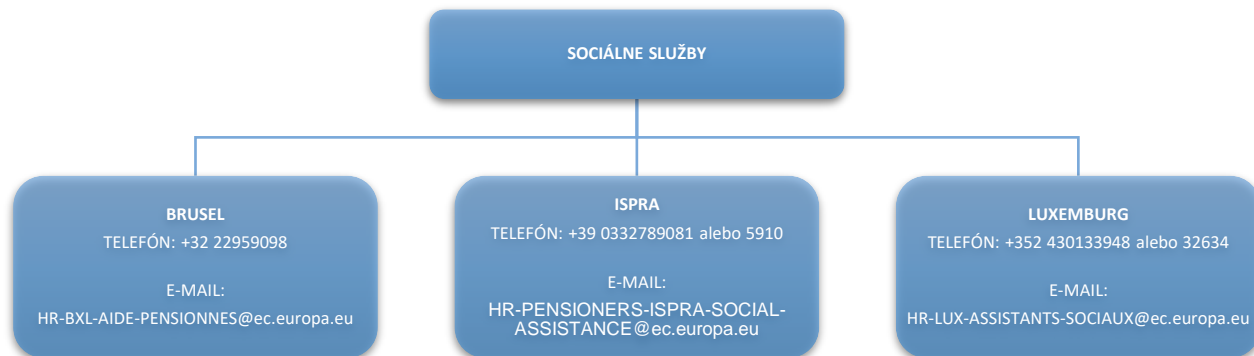 SOCIÁLNE SLUŽBY
BRUSEL
TELEFÓN: +32 22959098
E-MAIL:
HR-BXL-AIDE-PENSIONNES@ec.europa.eu
ISPRA
TELEFÓN: +39 0332789081 alebo 5910
E-MAIL:
HR-PENSIONERS-ISPRA-SOCIAL-
ASSISTANCE@ec.europa.eu
LUXEMBURG
TELEFÓN: +352 430133948 alebo 32634
E-MAIL:
HR-LUX-ASSISTANTS-SOCIAUX@ec.europa.eu